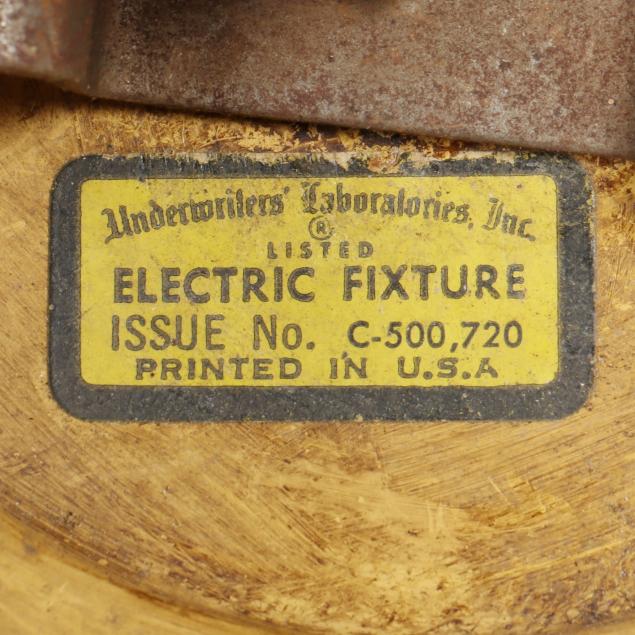 Underwriters' Laboratories, Inc.
®
LISTED
ELECTRIC FIXTURE
ISSUE No. C-500,720
PRINTED IN U.S.A